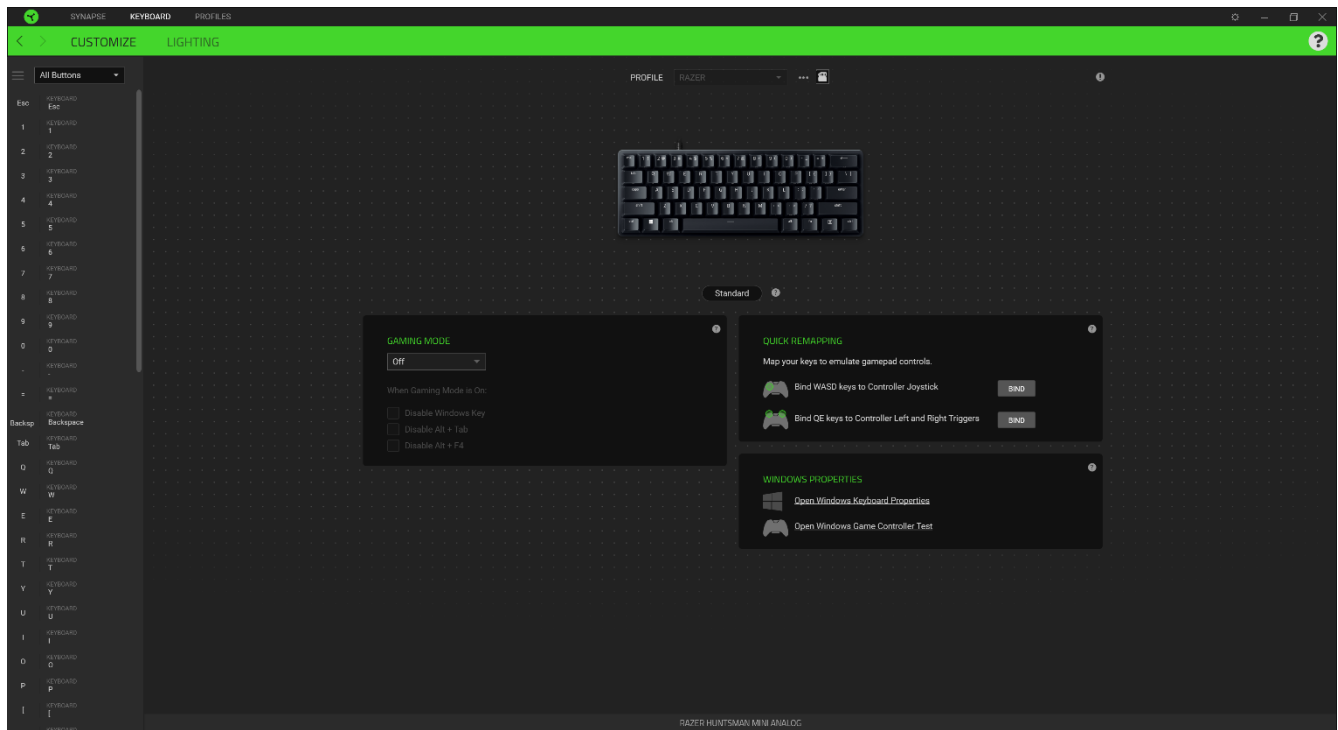 SYNAPSE KEYBOARD PROFILES
CUSTOMIZE LIGHTING
?
All Buttons
PROFILE RAZER
Esc KEYBOARD
Esc
1 KEYBOARD
1
2 KEYBOARD
2
3 KEYBOARD
3
4 KEYBOARD
4
5 KEYBOARD
5
6 KEYBOARD
6
7 KEYBOARD
7
8 KEYBOARD
8
9 KEYBOARD
9
0 KEYBOARD
0
- KEYBOARD
-
= KEYBOARD
=
Backsp KEYBOARD
Backspace
Tab KEYBOARD
Tab
Q KEYBOARD
Q
W KEYBOARD
W
E KEYBOARD
E
R KEYBOARD
R
T KEYBOARD
T
Y KEYBOARD
Y
U KEYBOARD
U
I KEYBOARD
I
O KEYBOARD
O
P KEYBOARD
P
[ KEYBOARD
[
KEYBOARD
Standard
GAMING MODE
Off
When Gaming Mode is On:
Disable Windows Key
Disable Alt + Tab
Disable Alt + F4
QUICK REMAPPING
Map your keys to emulate gamepad controls.
Bind WASD keys to Controller Joystick BIND
Bind QE keys to Controller Left and Right Triggers BIND
WINDOWS PROPERTIES
Open Windows Keyboard Properties
Open Windows Game Controller Test
RAZER HUNTSMAN MINI ANALOG